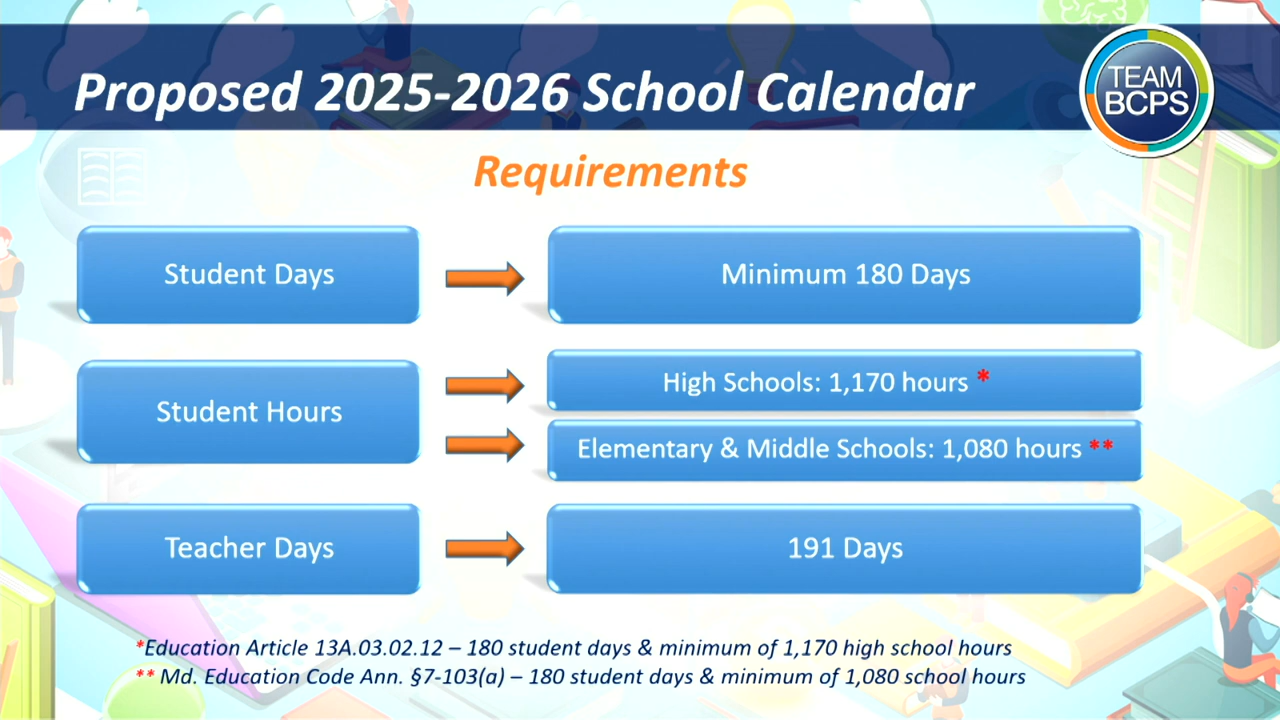 Proposed 2025-2026 School Calendar
TEAM
BCPS
Requirements
Student Days
Minimum 180 Days
Student Hours
High Schools: 1,170 hours *
Elementary & Middle Schools: 1,080 hours **
Teacher Days
191 Days
*Education Article 13A.03.02.12 – 180 student days & minimum of 1,170 high school hours
** Md. Education Code Ann. §7-103(a) – 180 student days & minimum of 1,080 school hours